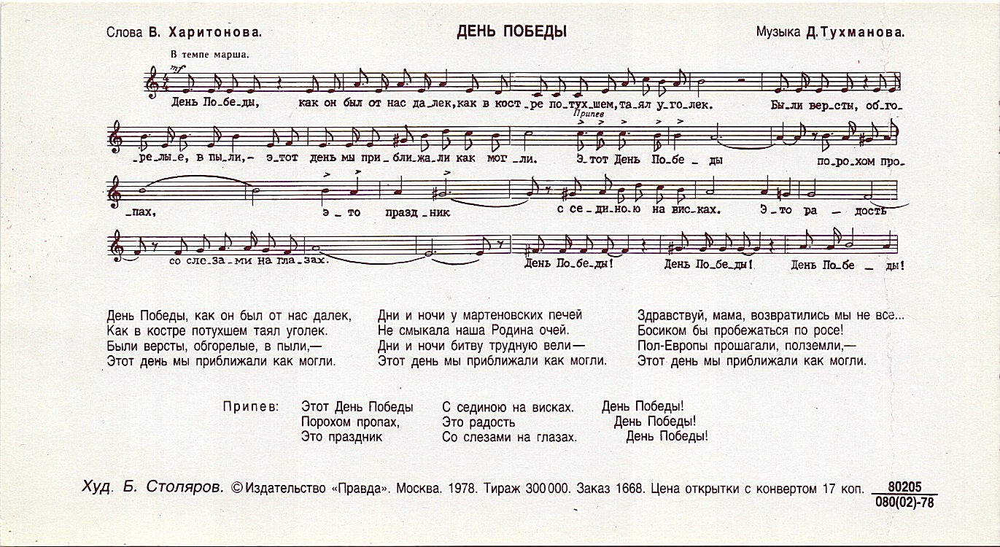 Слова В. Харитонова. ДЕНЬ ПОБЕДЫ Музыка Д. Тухманова.
В темпе марша.
mf
День По-бе-ды, как он был от нас да-лек, как в кост-ре по-тух-шем, та-ял у-го-лек. Бы-ли вер-сты, об-го-
Припев
-ре-лы-е, в пы-ли,- э-тот день мы при-бли-жа-ли как мог-ли. Э-тот День По-бе-ды по-ро-хом про-
-пах, э-то празд-ник с се-ди-но-ю на вис-ках. Э-то ра-дость
со сле-за-ми на гла-зах. День По-бе-ды! День По-бе-ды! День По-бе-ды!
День Победы, как он был от нас далек,
Как в костре потухшем таял уголек.
Были версты, обгорелые, в пыли,—
Этот день мы приближали как могли.
Дни и ночи у мартеновских печей
Не смыкала наша Родина очей.
Дни и ночи битву трудную вели—
Этот день мы приближали как могли.
Здравствуй, мама, возвратились мы не все...
Босиком бы пробежаться по росе!
Пол-Европы прошагали, полземли,—
Этот день мы приближали как могли.
Припев:
Этот День Победы
Порохом пропах,
Это праздник
С сединою на висках.
Это радость
Со слезами на глазах.
День Победы!
День Победы!
День Победы!
Худ. Б. Столяров. © Издательство «Правда». Москва. 1978. Тираж 300 000. Заказ 1668. Цена открытки с конвертом 17 коп. 80205
080(02)-78